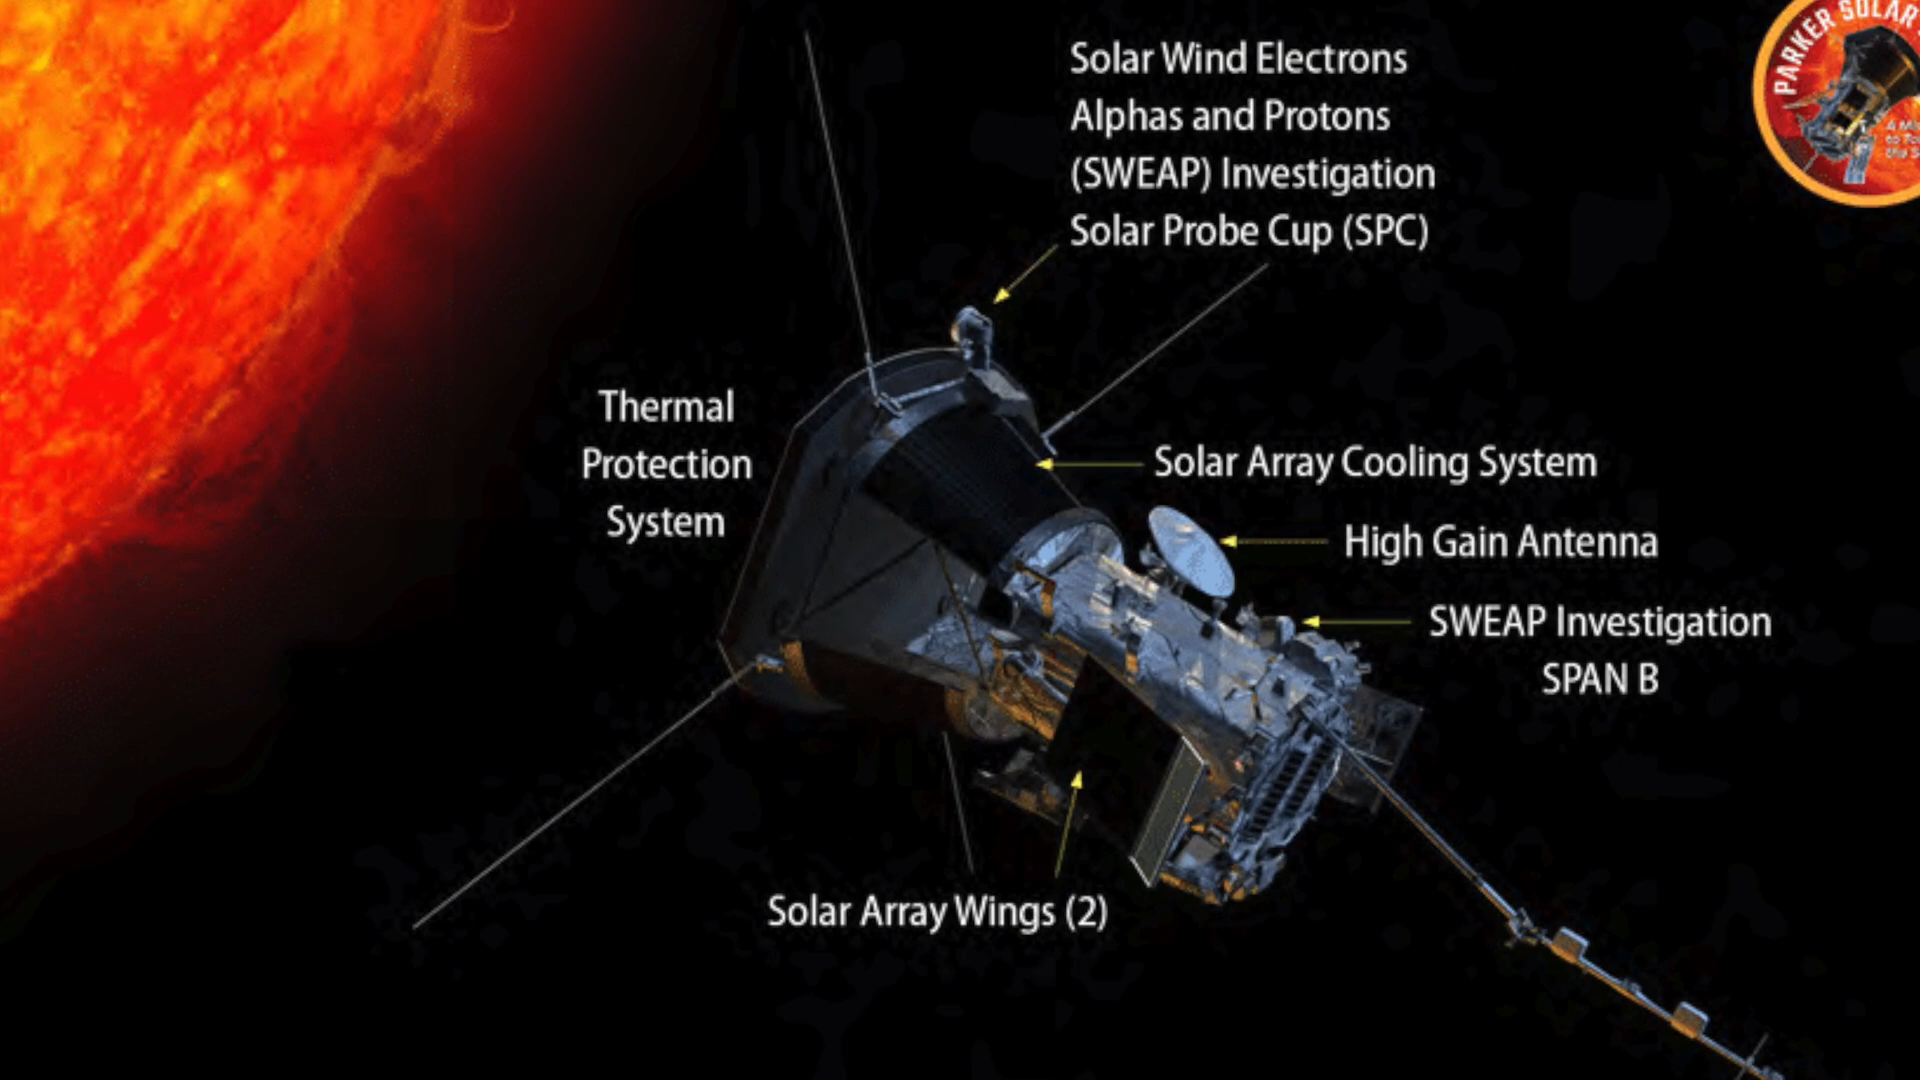 Solar Wind Electrons
Alphas and Protons
(SWEAP) Investigation
Solar Probe Cup (SPC)
PARKER SOLAR
Thermal
Protection
System
Solar Array Cooling System
High Gain Antenna
SWEAP Investigation
SPAN B
Solar Array Wings (2)